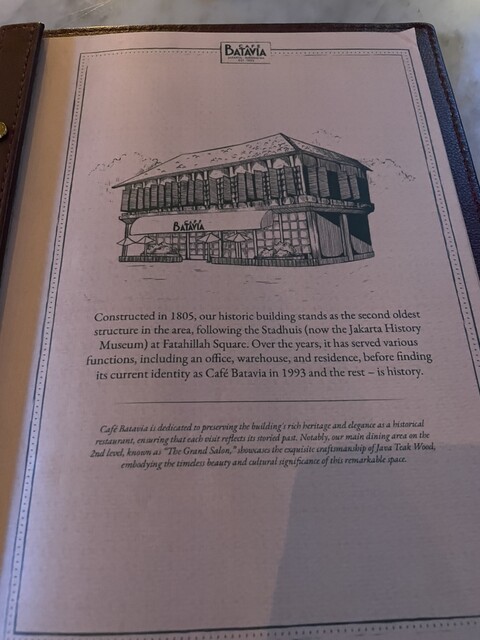 CAFÉ
BATAVIA
CAFÉ
BATAVIA
Constructed in 1805, our historic building stands as the second oldest
structure in the area, following the Stadhuis (now the Jakarta History
Museum) at Fatahillah Square. Over the years, it has served various
functions, including an office, warehouse, and residence, before finding
its current identity as Café Batavia in 1993 and the rest – is history.
Café Batavia is dedicated to preserving the building's rich heritage and elegance as a historical
restaurant, ensuring that each visit reflects its storied past. Notably, our main dining area on the
2nd level, known as "The Grand Salon," showcases the exquisite craftsmanship of Java Teak Wood,
embodying the timeless beauty and cultural significance of this remarkable space.